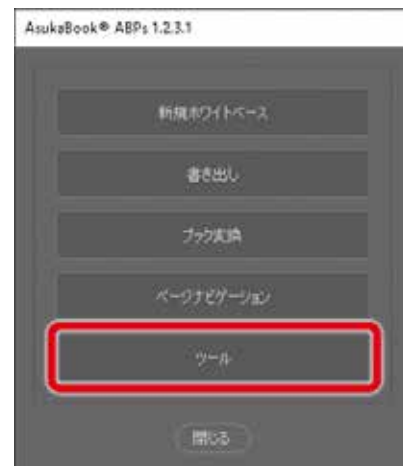 AsukaBook® ABPs 1.2.3.1
新規ホワイトベース
書き出し
ブック変換
ページナビゲーション
ツール
閉じる